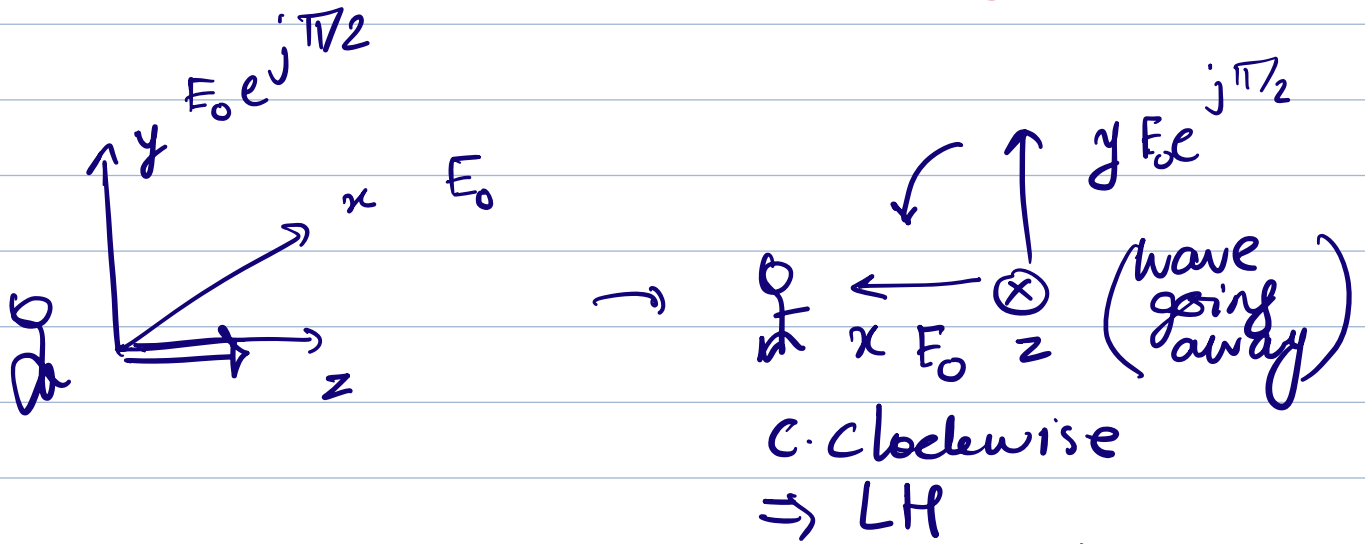 y E₀e^{jπ/2}
x E₀
z
→
y E₀e^{jπ/2}
x E₀ z (wave going away)
C. Clockwise
⇒ LH